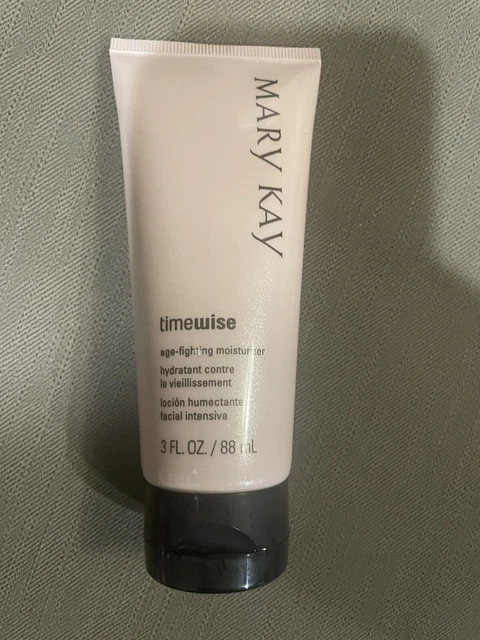 MARY KAY
timewise
age-fighting moisturizer
hydratant contre
le vieillissement
loción humectante
facial intensiva
3 FL. OZ. / 88 mL